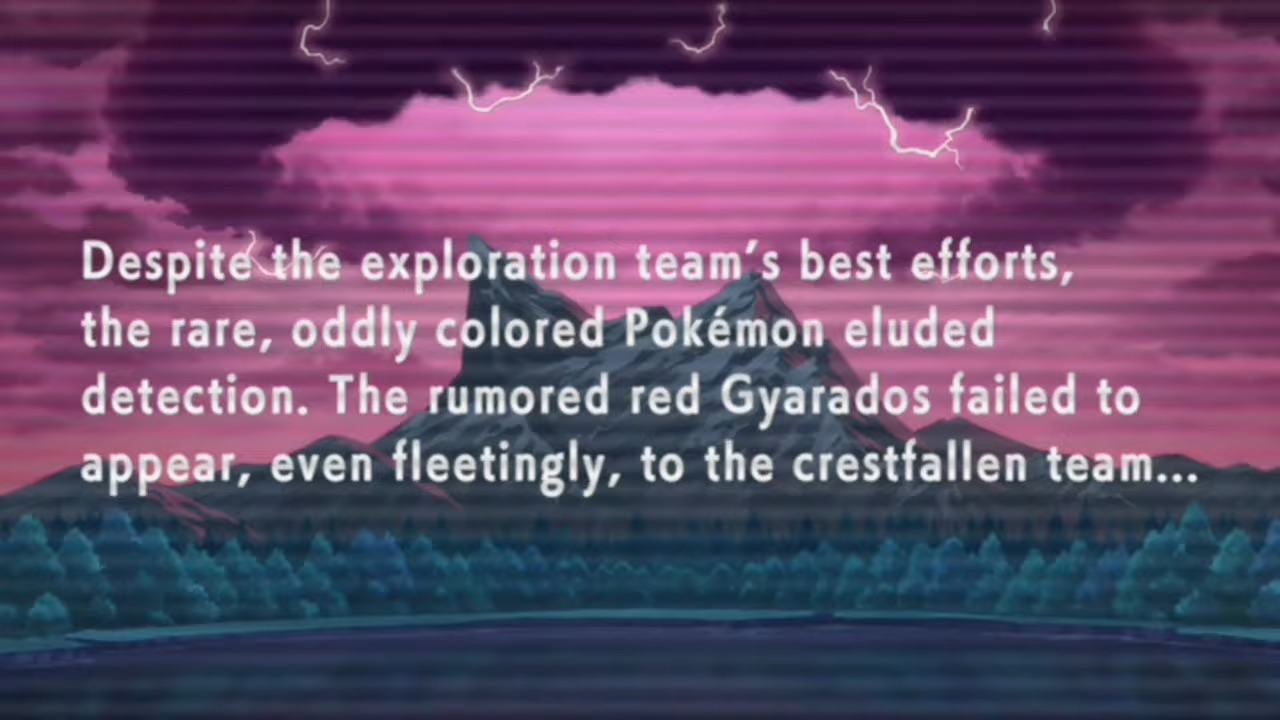 Despite the exploration team's best efforts,
the rare, oddly colored Pokémon eluded
detection. The rumored red Gyarados failed to
appear, even fleetingly, to the crestfallen team...